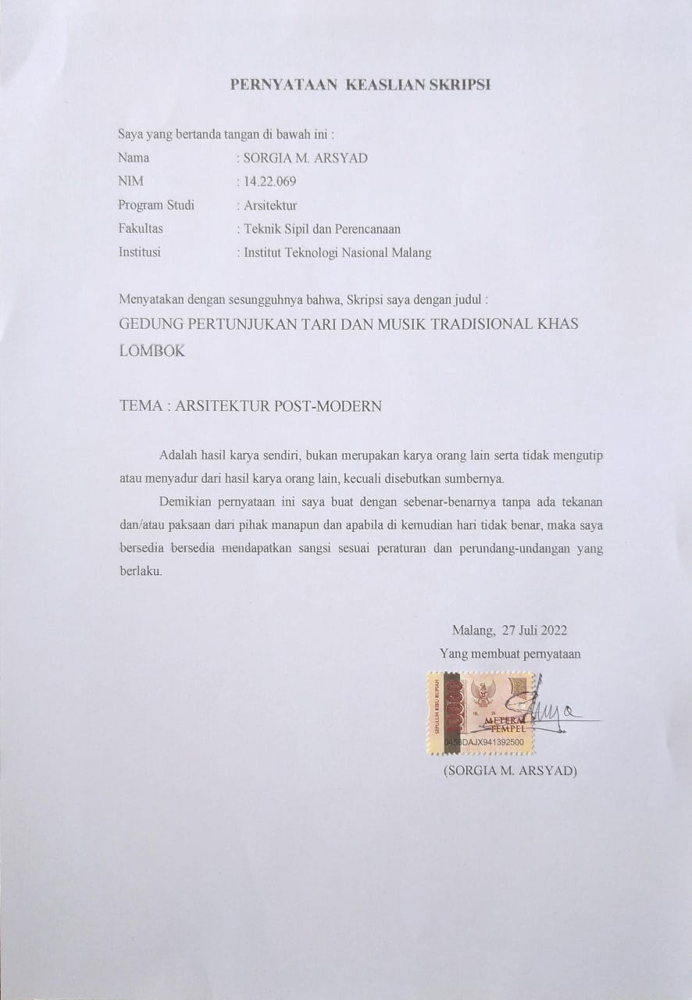 PERNYATAAN KEASLIAN SKRIPSI
Saya yang bertanda tangan di bawah ini :
Nama : SORGIA M. ARSYAD
NIM : 14.22.069
Program Studi : Arsitektur
Fakultas : Teknik Sipil dan Perencanaan
Institusi : Institut Teknologi Nasional Malang
Menyatakan dengan sesungguhnya bahwa, Skripsi saya dengan judul :
GEDUNG PERTUNJUKAN TARI DAN MUSIK TRADISIONAL KHAS
LOMBOK
TEMA : ARSITEKTUR POST-MODERN
Adalah hasil karya sendiri, bukan merupakan karya orang lain serta tidak mengutip
atau menyadur dari hasil karya orang lain, kecuali disebutkan sumbernya.
Demikian pernyataan ini saya buat dengan sebenar-benarnya tanpa ada tekanan
dan/atau paksaan dari pihak manapun dan apabila di kemudian hari tidak benar, maka saya
bersedia bersedia mendapatkan sangsi sesuai peraturan dan perundang-undangan yang
berlaku.
Malang, 27 Juli 2022
Yang membuat pernyataan
SEPULUH RIBU RUPIAH
10000
METERAI
TEMPEL
DAJX941392500
(SORGIA M. ARSYAD)